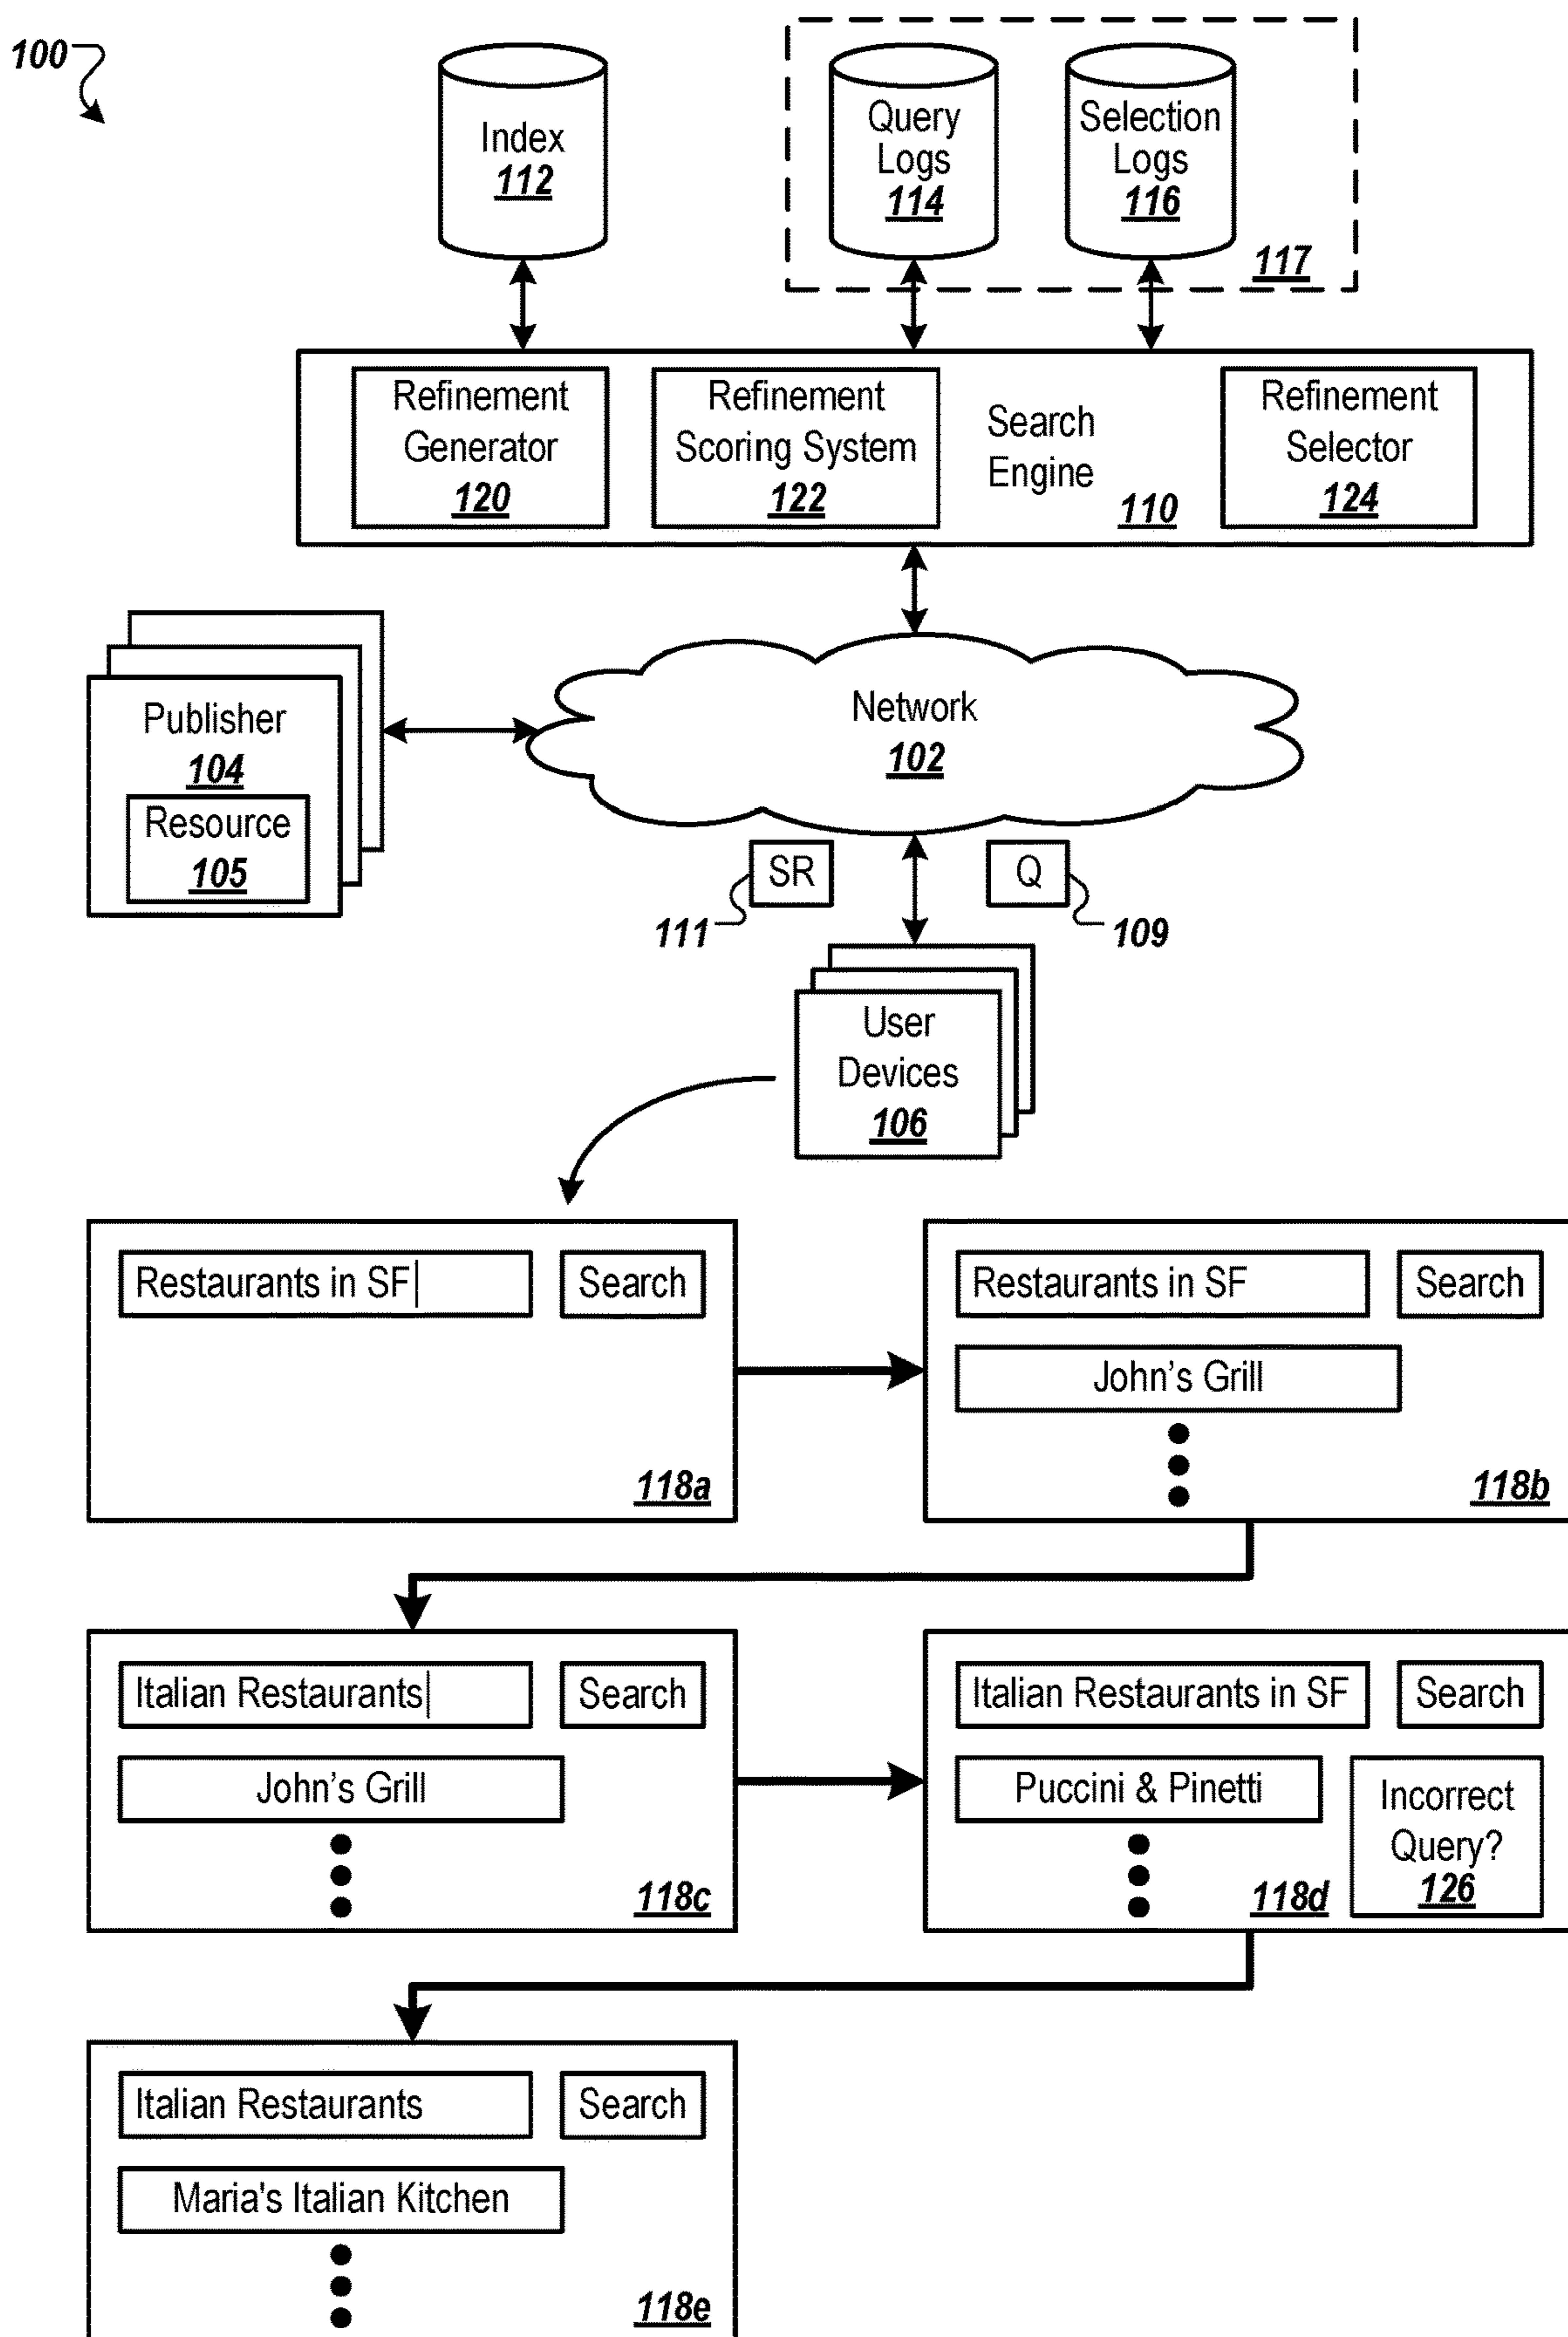 100
Index
112
Query
Logs
114
Selection
Logs
116
117
Refinement
Generator
120
Refinement
Scoring System
122
Search
Engine
110
Refinement
Selector
124
Publisher
104
Resource
105
Network
102
SR
111
Q
109
User
Devices
106
Restaurants in SF
Search
118a
Restaurants in SF
Search
John's Grill
118b
Italian Restaurants
Search
John's Grill
118c
Italian Restaurants in SF
Search
Puccini & Pinetti
Incorrect
Query?
126
118d
Italian Restaurants
Search
Maria's Italian Kitchen
118e